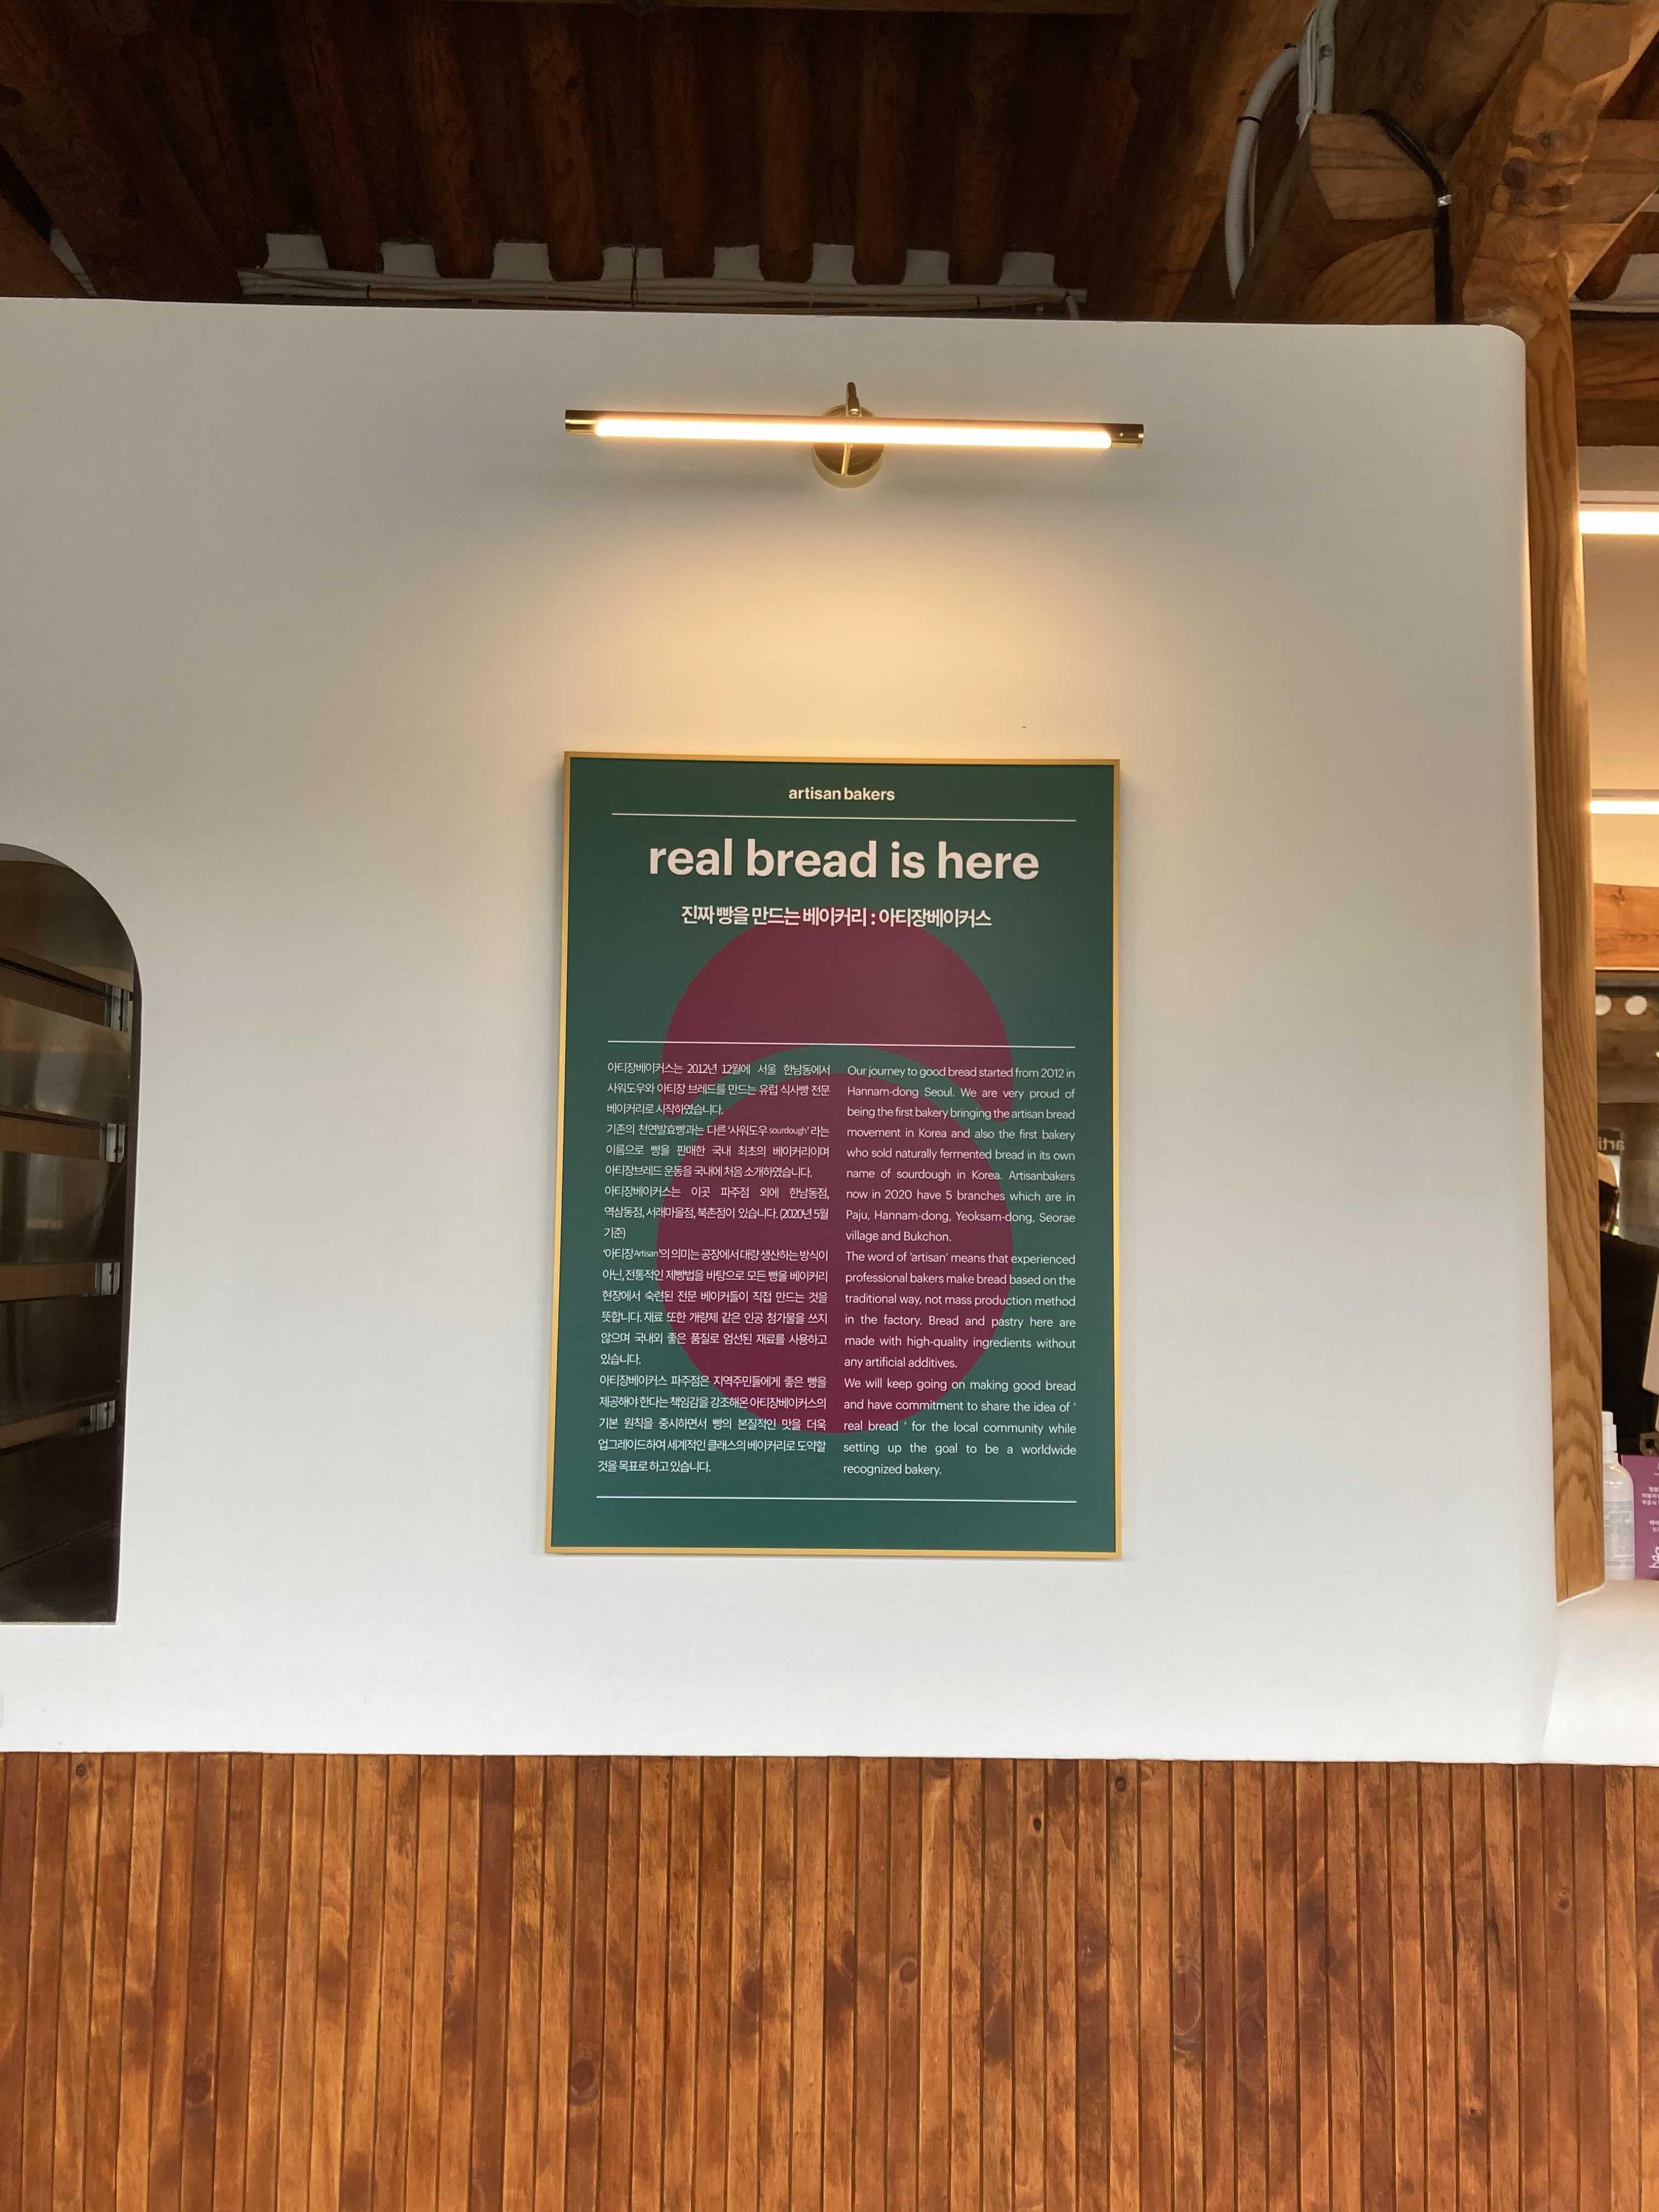 artisan bakers
real bread is here
진짜 빵을 만드는 베이커리 : 아티장베이커스
아티장베이커스는 2012년 12월에 서울 한남동에서
사워도우와 아티장 브레드를 만드는 유럽 식사빵 전문
베이커리로 시작하였습니다.
기존의 천연발효빵과는 다른 ‘사워도우 sourdough’ 라는
이름으로 빵을 판매한 국내 최초의 베이커리이며
아티장브레드 운동을 국내에 처음 소개하였습니다.
아티장베이커스는 이곳 파주점 외에 한남동점,
역삼동점, 서래마을점, 북촌점이 있습니다. (2020년 5월
기준)
‘아티장Artisan’의 의미는 공장에서 대량 생산하는 방식이
아닌, 전통적인 제빵법을 바탕으로 모든 빵을 베이커리
현장에서 숙련된 전문 베이커들이 직접 만드는 것을
뜻합니다. 재료 또한 개량제 같은 인공 첨가물을 쓰지
않으며 국내외 좋은 품질로 엄선된 재료를 사용하고
있습니다.
아티장베이커스 파주점은 지역주민들에게 좋은 빵을
제공해야 한다는 책임감을 강조해온 아티장베이커스의
기본 원칙을 중시하면서 빵의 본질적인 맛을 더욱
업그레이드하여 세계적인 클래스의 베이커리로 도약할
것을 목표로 하고 있습니다.
Our journey to good bread started from 2012 in
Hannam-dong Seoul. We are very proud of
being the first bakery bringing the artisan bread
movement in Korea and also the first bakery
who sold naturally fermented bread in its own
name of sourdough in Korea. Artisanbakers
now in 2020 have 5 branches which are in
Paju, Hannam-dong, Yeoksam-dong, Seorae
village and Bukchon.
The word of ‘artisan’ means that experienced
professional bakers make bread based on the
traditional way, not mass production method
in the factory. Bread and pastry here are
made with high-quality ingredients without
any artificial additives.
We will keep going on making good bread
and have commitment to share the idea of ‘
real bread ‘ for the local community while
setting up the goal to be a worldwide
recognized bakery.